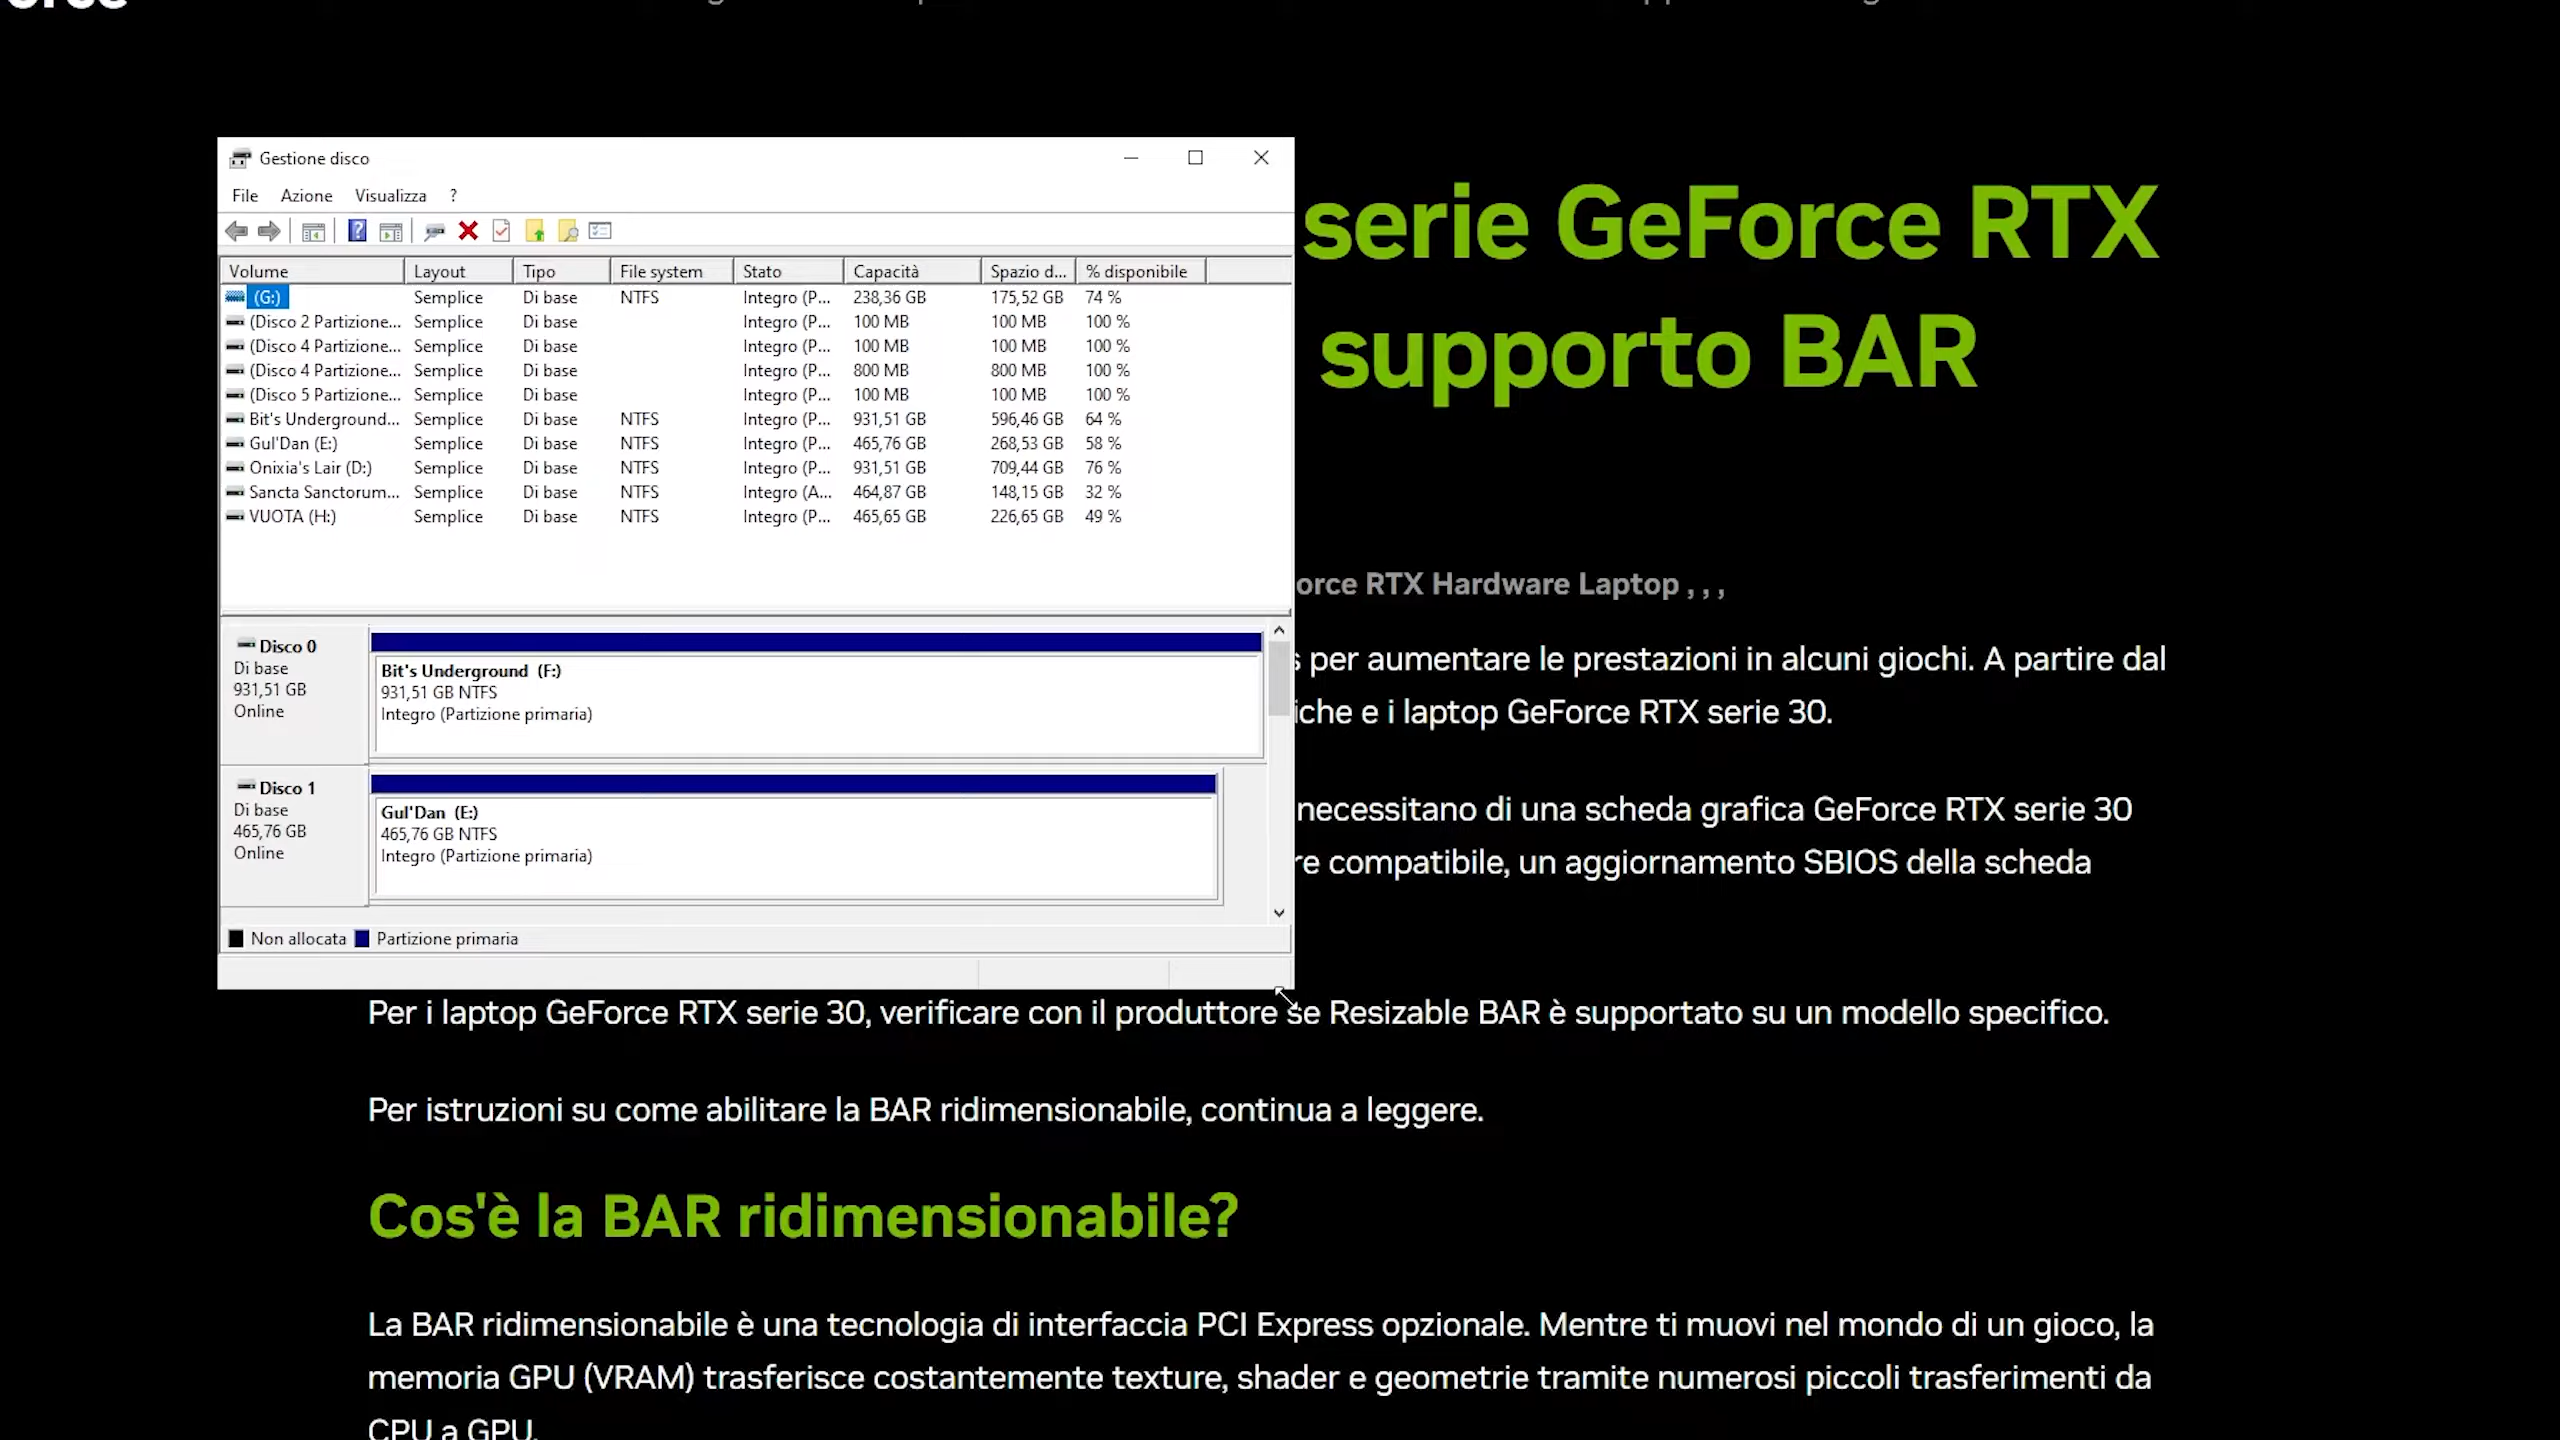 Gestione disco
File Azione Visualizza ?
Volume Layout Tipo File system Stato Capacità Spazio d... % disponibile
(G:) Semplice Di base NTFS Integro (P... 238,36 GB 175,52 GB 74 %
(Disco 2 Partizione... Semplice Di base Integro (P... 100 MB 100 MB 100 %
(Disco 4 Partizione... Semplice Di base Integro (P... 100 MB 100 MB 100 %
(Disco 4 Partizione... Semplice Di base Integro (P... 800 MB 800 MB 100 %
(Disco 5 Partizione... Semplice Di base Integro (P... 100 MB 100 MB 100 %
Bit's Underground... Semplice Di base NTFS Integro (P... 931,51 GB 596,46 GB 64 %
Gul'Dan (E:) Semplice Di base NTFS Integro (P... 465,76 GB 268,53 GB 58 %
Onixia's Lair (D:) Semplice Di base NTFS Integro (P... 931,51 GB 709,44 GB 76 %
Sancta Sanctorum... Semplice Di base NTFS Integro (A... 464,87 GB 148,15 GB 32 %
VUOTA (H:) Semplice Di base NTFS Integro (P... 465,65 GB 226,65 GB 49 %
Disco 0
Di base
931,51 GB
Online
Bit's Underground (F:)
931,51 GB NTFS
Integro (Partizione primaria)
Disco 1
Di base
465,76 GB
Online
Gul'Dan (E:)
465,76 GB NTFS
Integro (Partizione primaria)
Non allocata Partizione primaria
serie GeForce RTX
supporto BAR
orce RTX Hardware Laptop , , ,
per aumentare le prestazioni in alcuni giochi. A partire dal
iche e i laptop GeForce RTX serie 30.
necessitano di una scheda grafica GeForce RTX serie 30
re compatibile, un aggiornamento SBIOS della scheda
Per i laptop GeForce RTX serie 30, verificare con il produttore se Resizable BAR è supportato su un modello specifico.
Per istruzioni su come abilitare la BAR ridimensionabile, continua a leggere.
Cos'è la BAR ridimensionabile?
La BAR ridimensionabile è una tecnologia di interfaccia PCI Express opzionale. Mentre ti muovi nel mondo di un gioco, la
memoria GPU (VRAM) trasferisce costantemente texture, shader e geometrie tramite numerosi piccoli trasferimenti da
CPU a GPU.